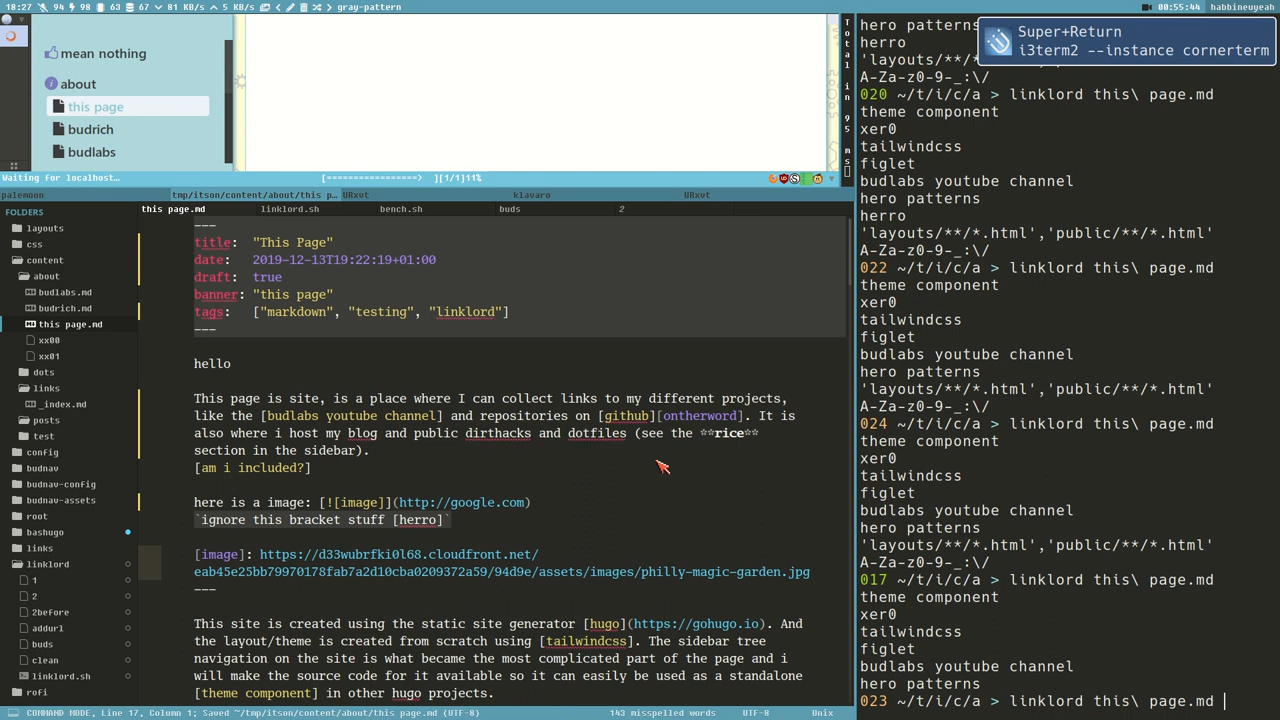 18:27 94 98 55 67 81 KB/s 5 KB/s gray-pattern
00:55:44 habbineuyeah
mean nothing
about
this page
budrich
budlabs
Waiting for localhost… [================> ][1/1]11%
Total in 95 ms
palemoon tmp/itson/content/about/this p… URxvt klavaro URxvt
FOLDERS
layouts
css
content
about
budlabs.md
budrich.md
this page.md
xx00
xx01
dots
links
_index.md
posts
test
config
budnav
budnav-config
budnav-assets
root
bashugo
links
linklord
1
2
2before
addurl
buds
clean
linklord.sh
rofi
this page.md linklord.sh bench.sh buds 2
---
title: "This Page"
date: 2019-12-13T19:22:19+01:00
draft: true
banner: "this page"
tags: ["markdown", "testing", "linklord"]
---
hello
This page is site, is a place where I can collect links to my different projects,
like the [budlabs youtube channel] and repositories on [github][ontherword]. It is
also where i host my blog and public dirthacks and dotfiles (see the **rice**
section in the sidebar).
[am i included?]
here is a image: [![image]](http://google.com)
`ignore this bracket stuff [herro]`
[image]: https://d33wubrfki0l68.cloudfront.net/
eab45e25bb79970178fab7a2d10cba0209372a59/94d9e/assets/images/philly-magic-garden.jpg
---
This site is created using the static site generator [hugo](https://gohugo.io). And
the layout/theme is created from scratch using [tailwindcss]. The sidebar tree
navigation on the site is what became the most complicated part of the page and i
will make the source code for it available so it can easily be used as a standalone
[theme component] in other hugo projects.
COMMAND MODE, Line 17, Column 1; Saved ~/tmp/itson/content/about/this page.md (UTF-8) 143 misspelled words UTF-8 Unix
hero patterns
herro
'layouts/**/*.
A-Za-z0-9-_:\/
020 ~/t/i/c/a > linklord this\ page.md
theme component
xer0
tailwindcss
figlet
budlabs youtube channel
hero patterns
herro
'layouts/**/*.html','public/**/*.html'
A-Za-z0-9-_:\/
022 ~/t/i/c/a > linklord this\ page.md
theme component
xer0
tailwindcss
figlet
budlabs youtube channel
hero patterns
'layouts/**/*.html','public/**/*.html'
A-Za-z0-9-_:\/
024 ~/t/i/c/a > linklord this\ page.md
theme component
xer0
tailwindcss
figlet
budlabs youtube channel
hero patterns
'layouts/**/*.html','public/**/*.html'
A-Za-z0-9-_:\/
017 ~/t/i/c/a > linklord this\ page.md
theme component
xer0
tailwindcss
figlet
budlabs youtube channel
hero patterns
023 ~/t/i/c/a > linklord this\ page.md
Super+Return
i3term2 --instance cornerterm